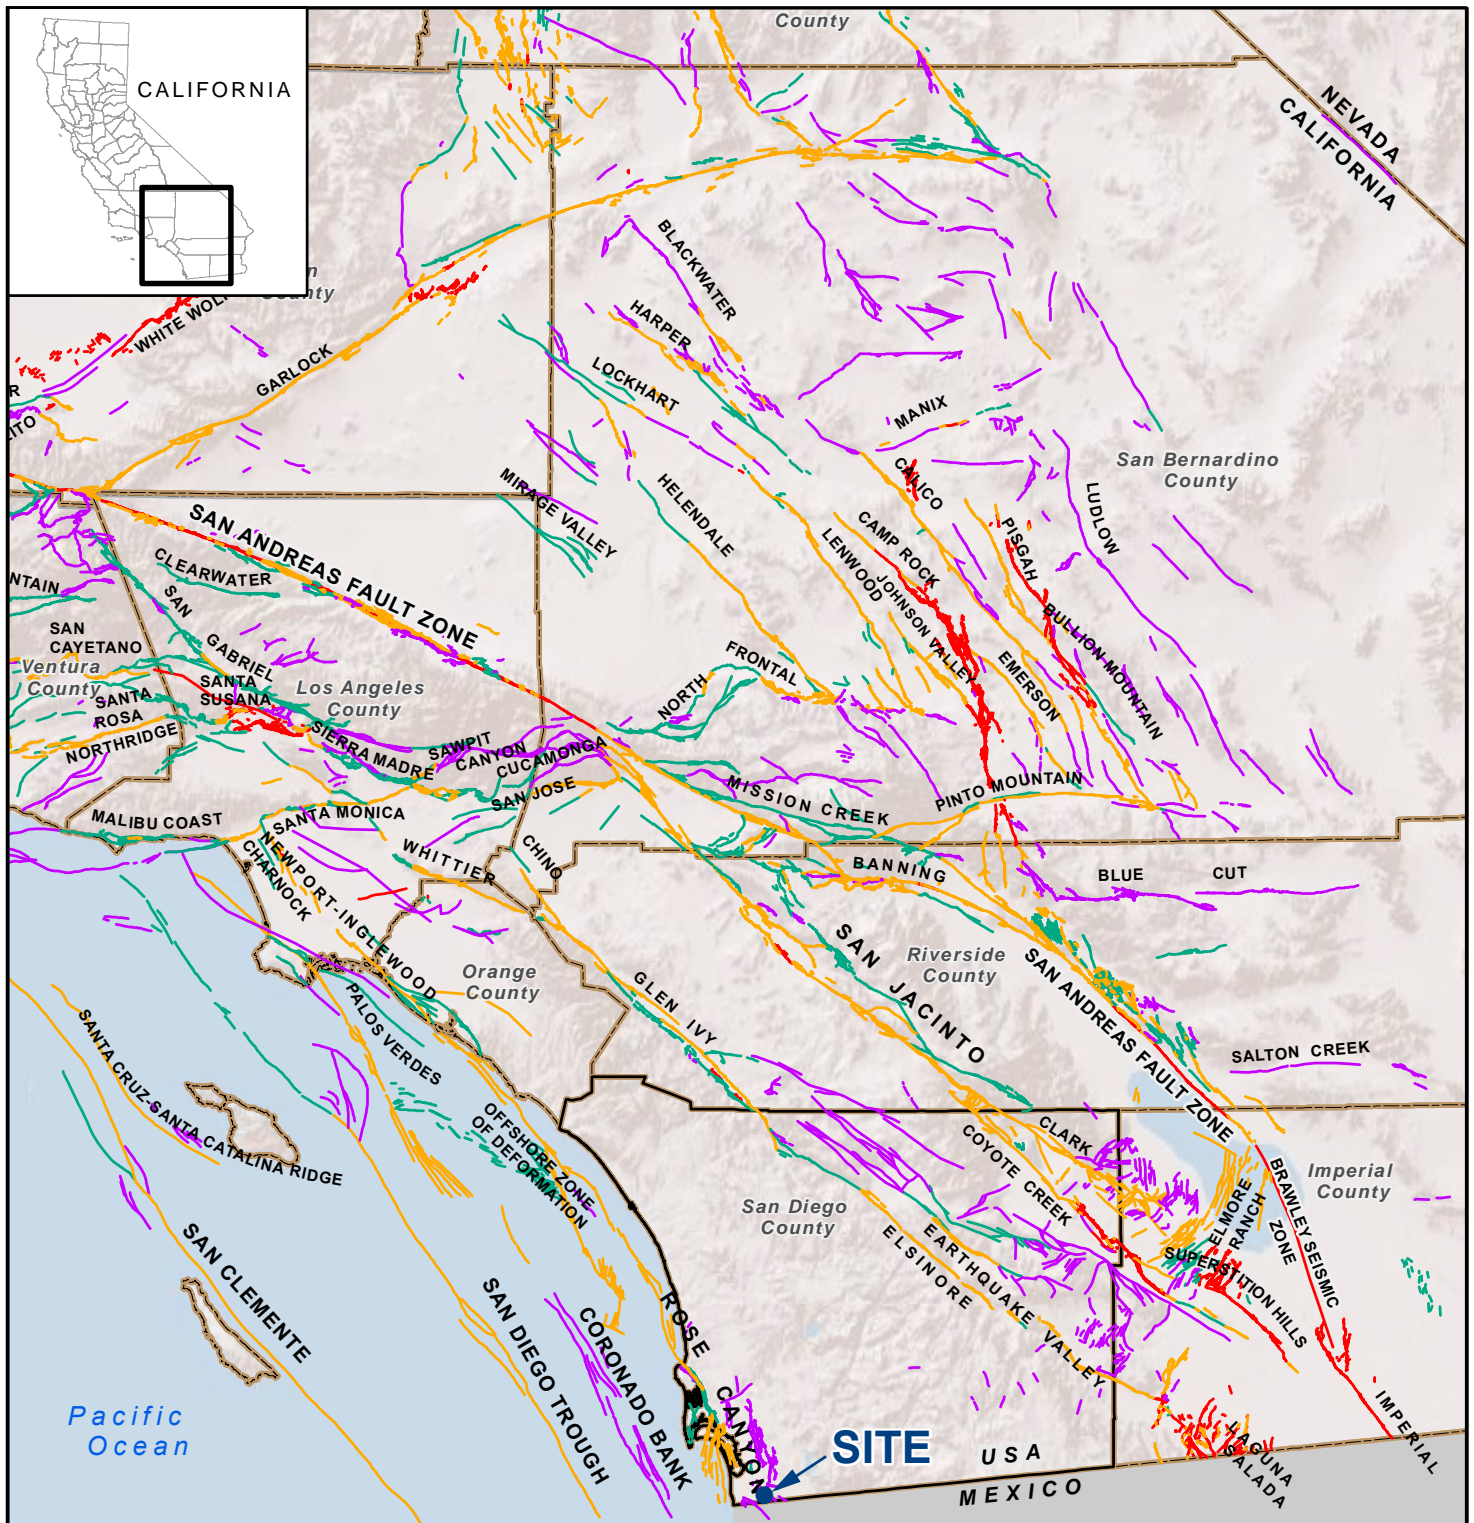 County
CALIFORNIA
NEVADA
CALIFORNIA
n
County
WHITE WOLF
GARLOCK
BLACKWATER
HARPER
LOCKHART
R
LITO
MANIX
San Bernardino
County
CALICO
LUDLOW
MIRAGE VALLEY
HELENDALE
SAN ANDREAS FAULT ZONE
CAMP ROCK
LENWOOD
PISGAH
CLEARWATER
JOHNSON VALLEY
NTAIN
SAN
GABRIEL
BULLION MOUNTAIN
SAN
CAYETANO
Ventura
County
FRONTAL
NORTH
EMERSON
SANTA
SUSANA
Los Angeles
County
SANTA
ROSA
NORTHRIDGE
SIERRA MADRE
SAWPIT
CANYON
CUCAMONGA
SAN JOSE
MISSION CREEK
PINTO MOUNTAIN
MALIBU COAST
SANTA MONICA
WHITTIER
CHINO
BANNING
BLUE CUT
CHARNOCK
NEWPORT-INGLEWOOD
Orange
County
SAN JACINTO
Riverside
County
SAN ANDREAS FAULT ZONE
GLEN IVY
PALOS VERDES
SALTON CREEK
SANTA CRUZ-SANTA CATALINA RIDGE
OFFSHORE ZONE
OF DEFORMATION
CLARK
COYOTE CREEK
San Diego
County
Imperial
County
BRAWLEY SEISMIC
ZONE
ELMORE
RANCH
EARTHQUAKE VALLEY
ELSINORE
SUPERSTITION HILLS
SAN CLEMENTE
SAN DIEGO TROUGH
CORONADO BANK
ROSE CANYON
IMPERIAL
LAGUNA
SALADA
Pacific
Ocean
SITE
USA
MEXICO